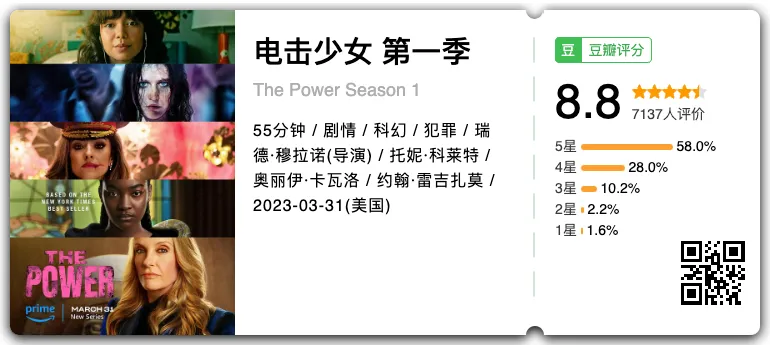 BASED ON THE
NEW YORK TIMES
BEST SELLER
THE
POWER
prime
MARCH 31
New Series
电击少女 第一季
The Power Season 1
55分钟 / 剧情 / 科幻 / 犯罪 / 瑞
德·穆拉诺(导演) / 托妮·科莱特 /
奥丽伊·卡瓦洛 / 约翰·雷吉扎莫 /
2023-03-31(美国)
豆 豆瓣评分
8.8
7137人评价
5星 58.0%
4星 28.0%
3星 10.2%
2星 2.2%
1星 1.6%